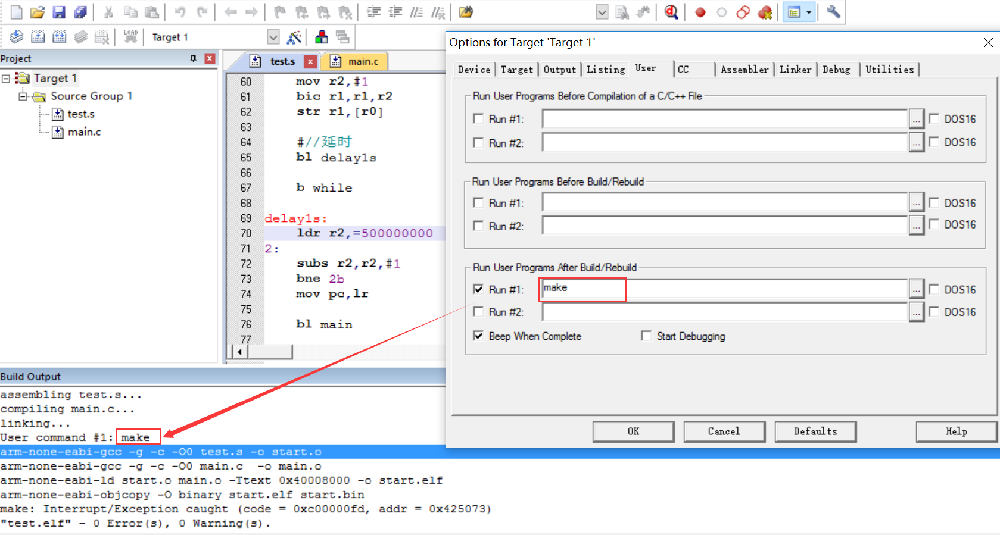 LOAD
Target 1
Project
Target 1
Source Group 1
test.s
main.c
test.s
main.c
60 mov r2,#1
61 bic r1,r1,r2
62 str r1,[r0]
63
64 #//延时
65 bl delay1s
66
67 b while
68
69 delay1s:
70 ldr r2,=500000000
71 2:
72 subs r2,r2,#1
73 bne 2b
74 mov pc,lr
75
76 bl main
77
Options for Target 'Target 1'
Device Target Output Listing User CC Assembler Linker Debug Utilities
Run User Programs Before Compilation of a C/C++ File
Run #1: ... DOS16
Run #2: ... DOS16
Run User Programs Before Build/Rebuild
Run #1: ... DOS16
Run #2: ... DOS16
Run User Programs After Build/Rebuild
Run #1: make ... DOS16
Run #2: ... DOS16
Beep When Complete Start Debugging
OK Cancel Defaults Help
Build Output
assembling test.s...
compiling main.c...
linking...
User command #1: make
arm-none-eabi-gcc -g -c -O0 test.s -o start.o
arm-none-eabi-gcc -g -c -O0 main.c  -o main.o
arm-none-eabi-ld start.o main.o -Ttext 0x40008000 -o start.elf
arm-none-eabi-objcopy -O binary start.elf start.bin
make: Interrupt/Exception caught (code = 0xc00000fd, addr = 0x425073)
"test.elf" - 0 Error(s), 0 Warning(s).